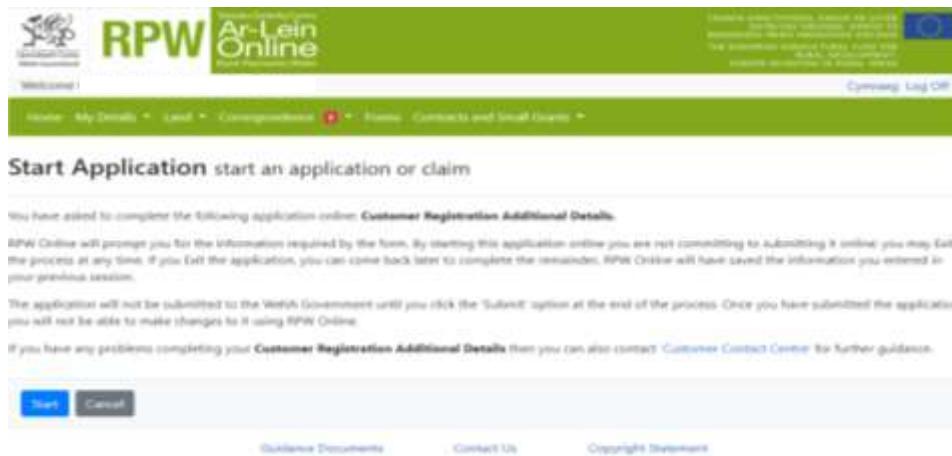 RPW Ar-Lein
Online
Welcome
Cymraeg Log Off
Home My Details Land Correspondence Forms Contracts and Small Grants
Start Application start an application or claim
You have asked to complete the following application online: Customer Registration Additional Details.
RPW Online will prompt you for the information required by the form. By starting this application online you are not committing to submitting it online: you may Exit
the process at any time. If you Exit the application, you can come back later to complete the remainder, RPW Online will have saved the information you entered in
your previous session.
The application will not be submitted to the Welsh Government until you click the 'Submit' option at the end of the process. Once you have submitted the applicatio
you will not be able to make changes to it using RPW Online.
If you have any problems completing your Customer Registration Additional Details then you can also contact 'Customer Contact Centre' for further guidance.
Start Cancel
Guidance Documents Contact Us Copyright Statement